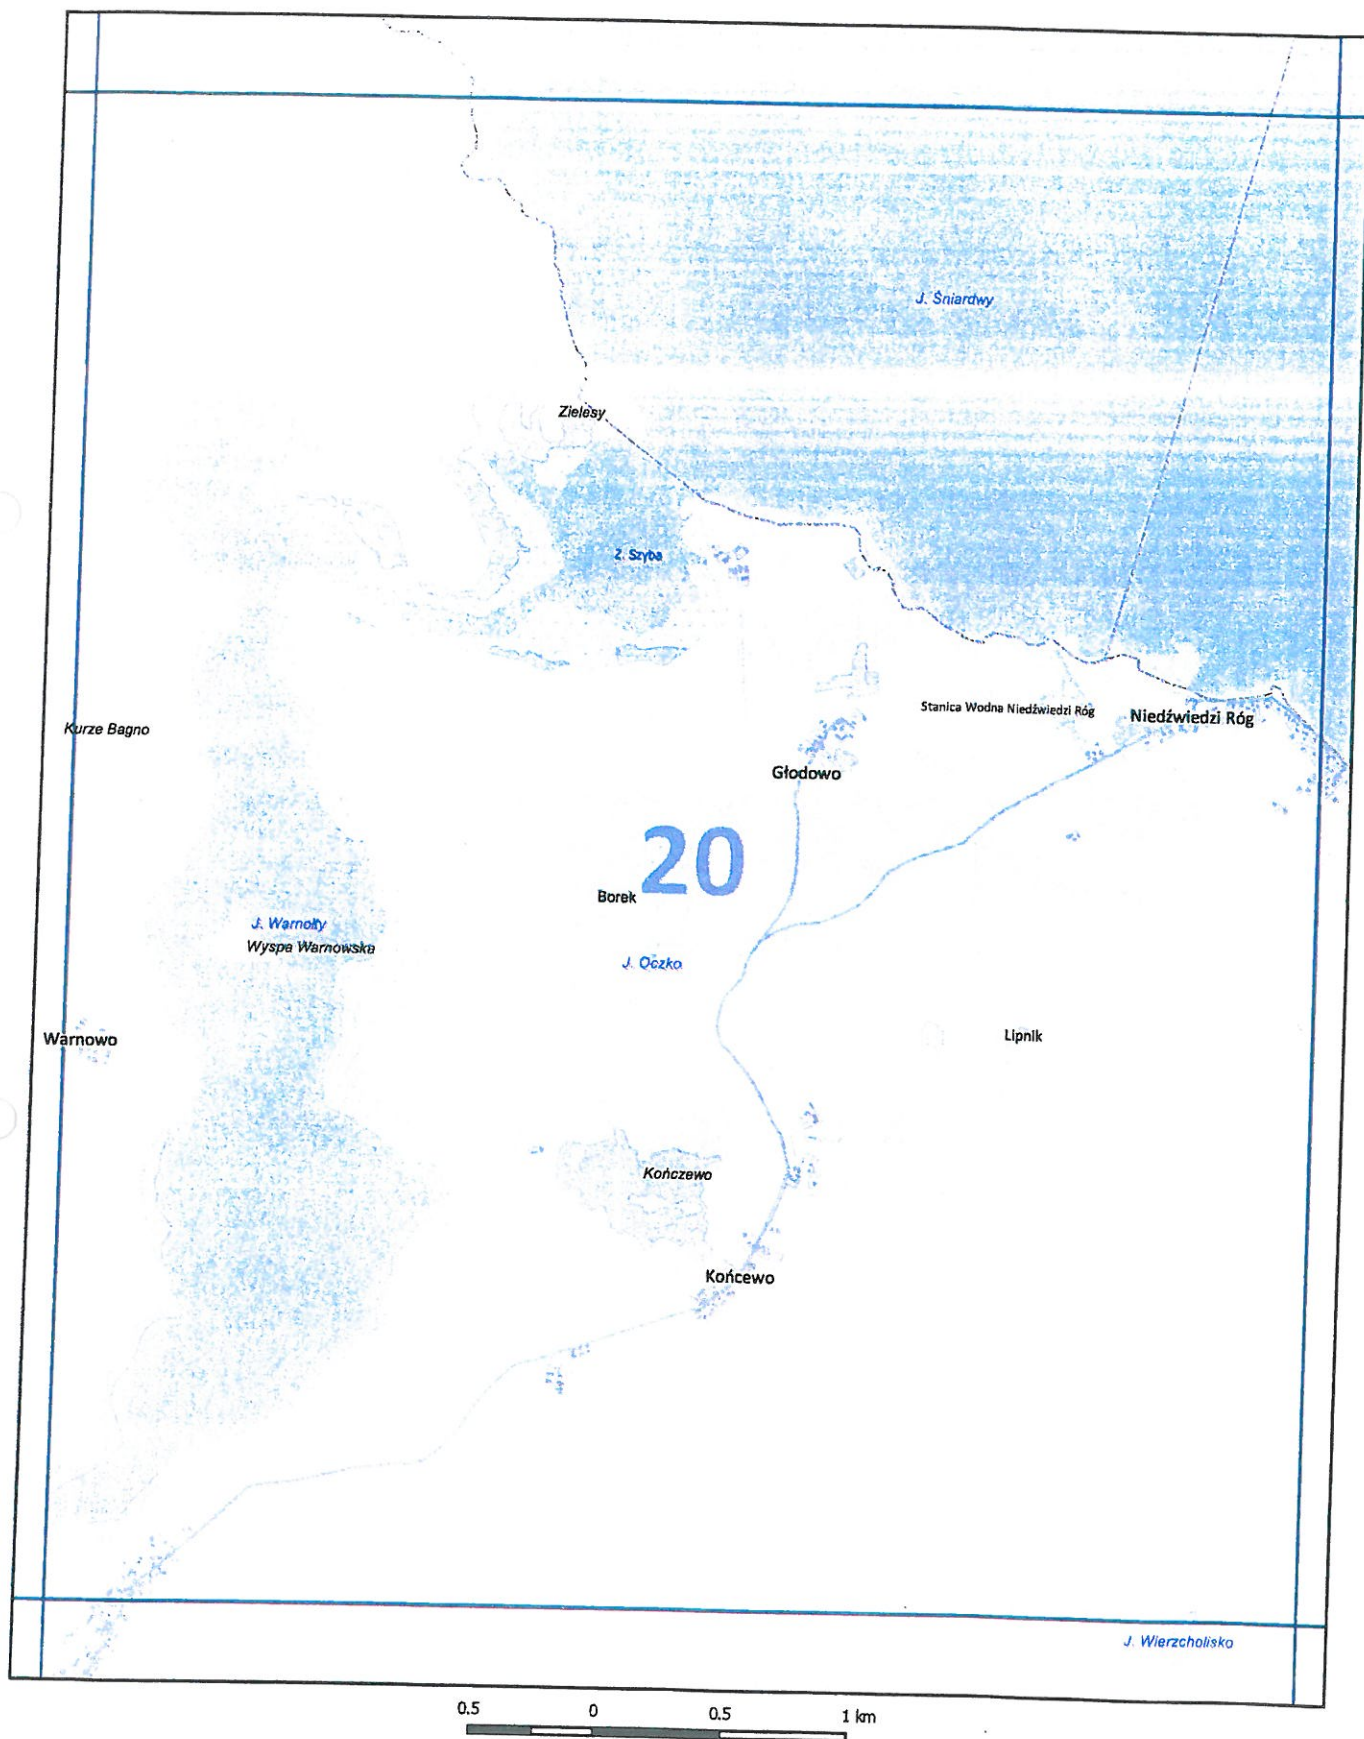 J. Śniardwy
Zielesy
Z. Szyba
Stanica Wodna Niedźwiedzi Róg
Niedźwiedzi Róg
Kurze Bagno
Głodowo
20
Borek
J. Warnołty
Wyspa Warnowska
J. Oczko
Warnowo
Lipnik
Kończewo
Końcewo
J. Wierzcholisko
0.5 0 0.5 1 km